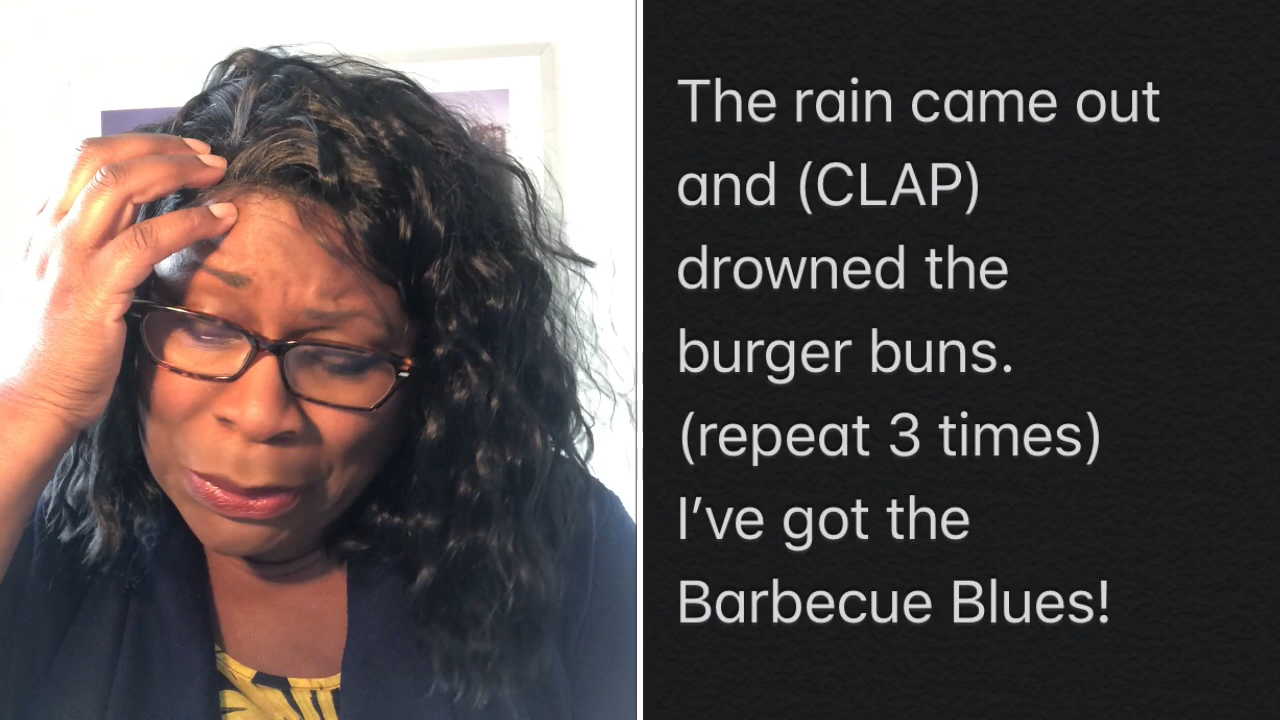 The rain came out
and (CLAP)
drowned the
burger buns.
(repeat 3 times)
I've got the
Barbecue Blues!